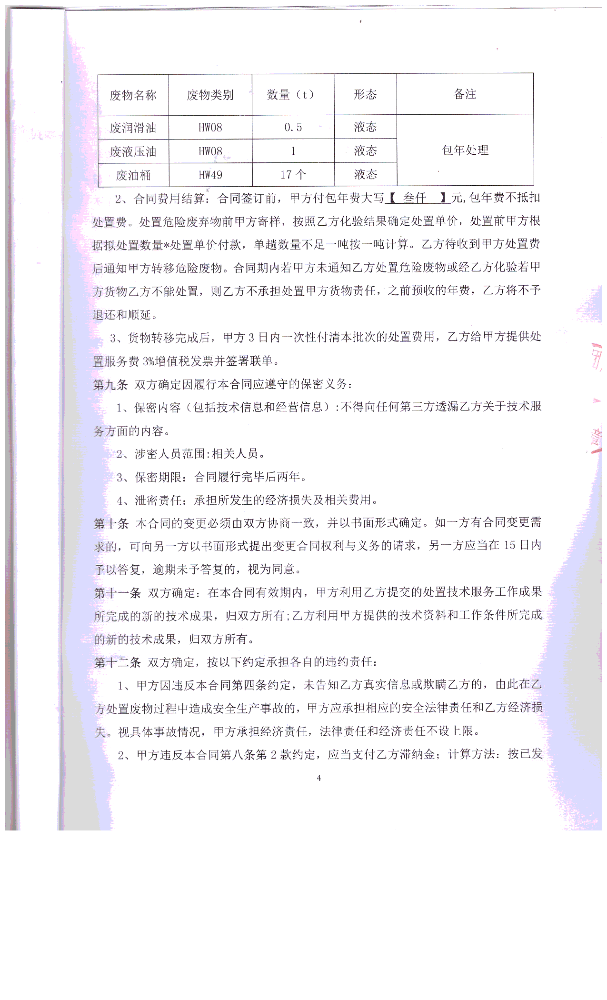 废物名称 废物类别 数量（t） 形态 备注
废润滑油 HW08 0.5 液态
废液压油 HW08 1 液态 包年处理
废油桶 HW49 17个 液态
2、合同费用结算：合同签订前，甲方付包年费大写【 叁仟 】元,包年费不抵扣
处置费。处置危险废弃物前甲方寄样，按照乙方化验结果确定处置单价，处置前甲方根
据拟处置数量*处置单价付款，单趟数量不足一吨按一吨计算。乙方待收到甲方处置费
后通知甲方转移危险废物。合同期内若甲方未通知乙方处置危险废物或经乙方化验若甲
方货物乙方不能处置，则乙方不承担处置甲方货物责任，之前预收的年费，乙方将不予
退还和顺延。
3、货物转移完成后，甲方3日内一次性付清本批次的处置费用，乙方给甲方提供处
置服务费3%增值税发票并签署联单。
第九条 双方确定因履行本合同应遵守的保密义务：
1、保密内容（包括技术信息和经营信息）:不得向任何第三方透漏乙方关于技术服
务方面的内容。
2、涉密人员范围:相关人员。
3、保密期限：合同履行完毕后两年。
4、泄密责任：承担所发生的经济损失及相关费用。
第十条 本合同的变更必须由双方协商一致，并以书面形式确定。如一方有合同变更需
求的，可向另一方以书面形式提出变更合同权利与义务的请求，另一方应当在15日内
予以答复，逾期未予答复的，视为同意。
第十一条 双方确定：在本合同有效期内，甲方利用乙方提交的处置技术服务工作成果
所完成的新的技术成果，归双方所有;乙方利用甲方提供的技术资料和工作条件所完成
的新的技术成果，归双方所有。
第十二条 双方确定，按以下约定承担各自的违约责任：
1、甲方因违反本合同第四条约定，未告知乙方真实信息或欺瞒乙方的，由此在乙
方处置废物过程中造成安全生产事故的，甲方应承担相应的安全法律责任和乙方经济损
失。视具体事故情况，甲方承担经济责任，法律责任和经济责任不设上限。
2、甲方违反本合同第八条第2款约定，应当支付乙方滞纳金；计算方法：按已发
4